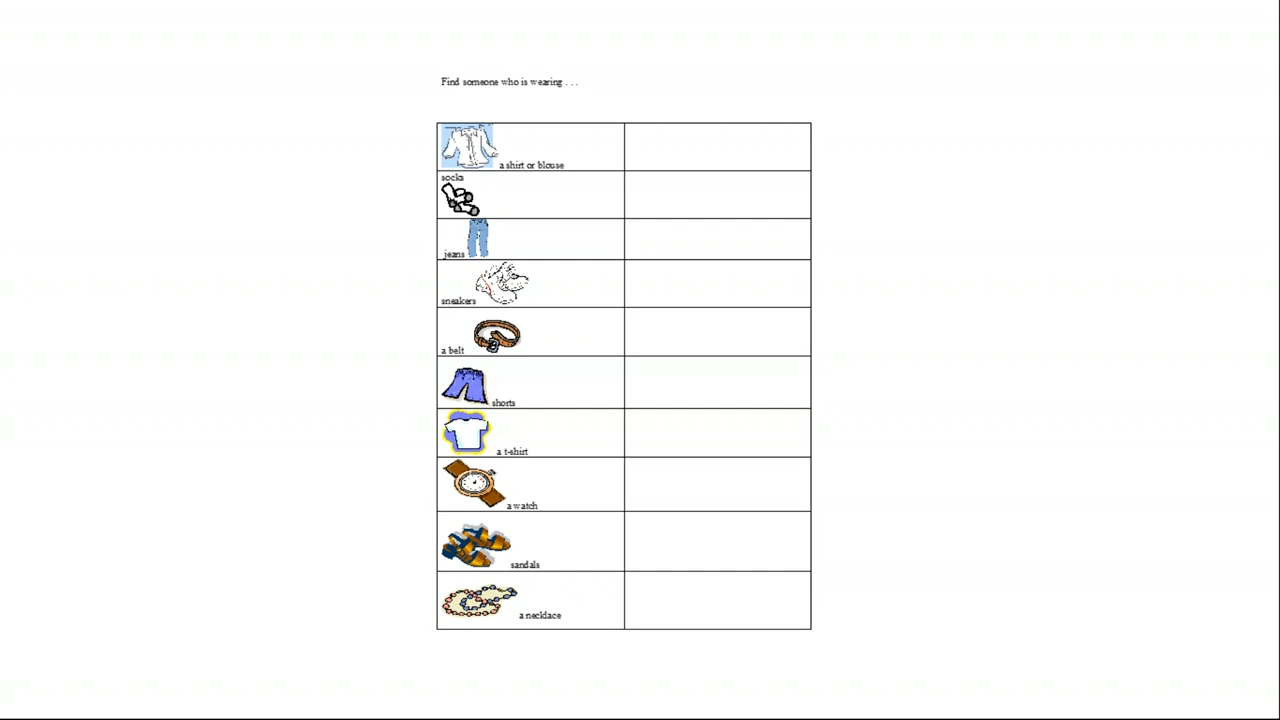 Find someone who is wearing . . .
a shirt or blouse
socks
jeans
sneakers
a belt
shorts
a t-shirt
a watch
sandals
a necklace